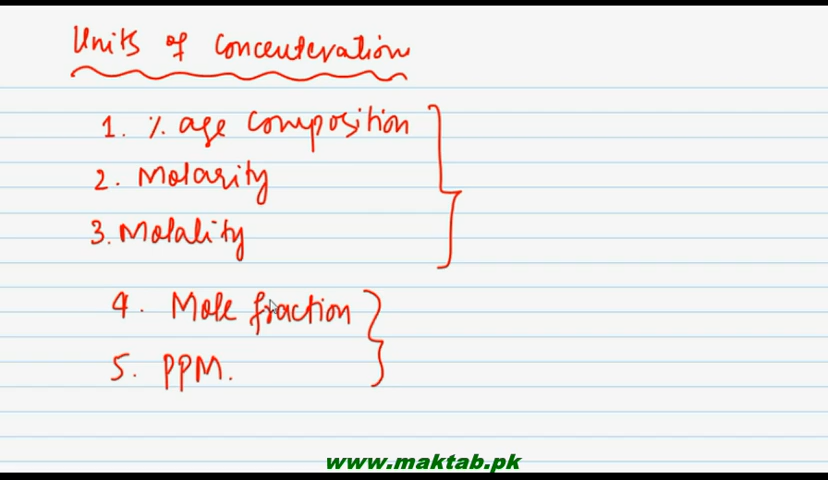 Units of Concenteration
1. % age Composition
2. Molarity
3. Molality
4. Mole fraction
5. PPM.
www.maktab.pk